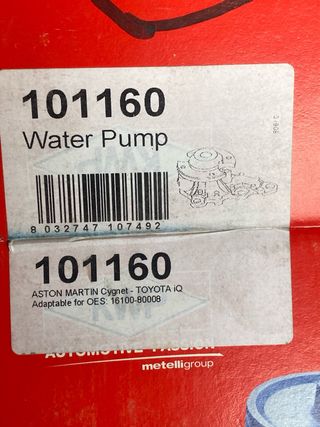 101160
Water Pump
8 032747 107492
101160
ASTON MARTIN Cygnet - TOYOTA iQ
Adaptable for OES: 16100-80008
AUTOMOTIVE PASSION
metelligroup